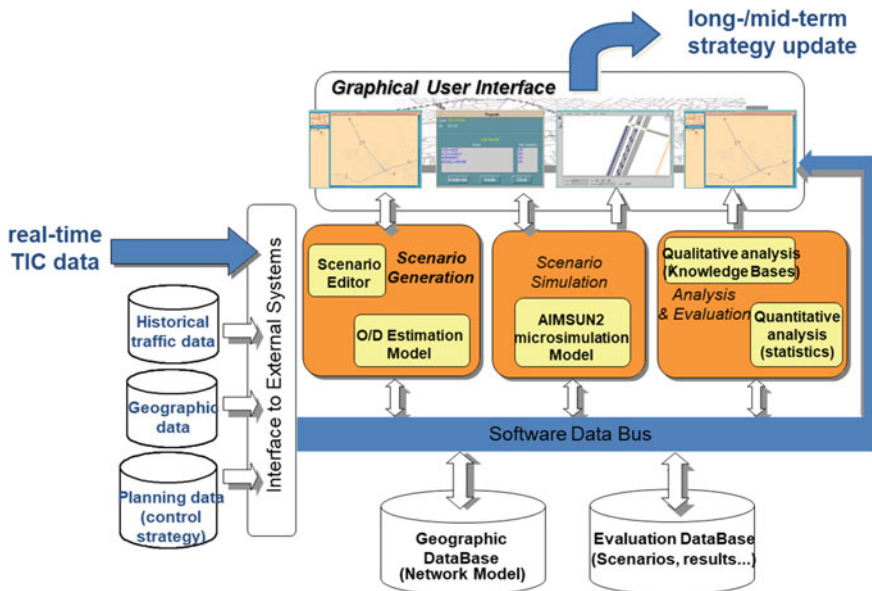 long-/mid-term
strategy update
Graphical User Interface
real-time
TIC data
Historical
traffic data
Geographic
data
Planning data
(control
strategy)
Interface to External Systems
Scenario
Editor
Scenario
Generation
O/D Estimation
Model
Scenario
Simulation
AIMSUN2
microsimulation
Model
Qualitative analysis
(Knowledge Bases)
Analysis
& Evaluation
Quantitative
analysis
(statistics)
Software Data Bus
Geographic
DataBase
(Network Model)
Evaluation DataBase
(Scenarios, results...)